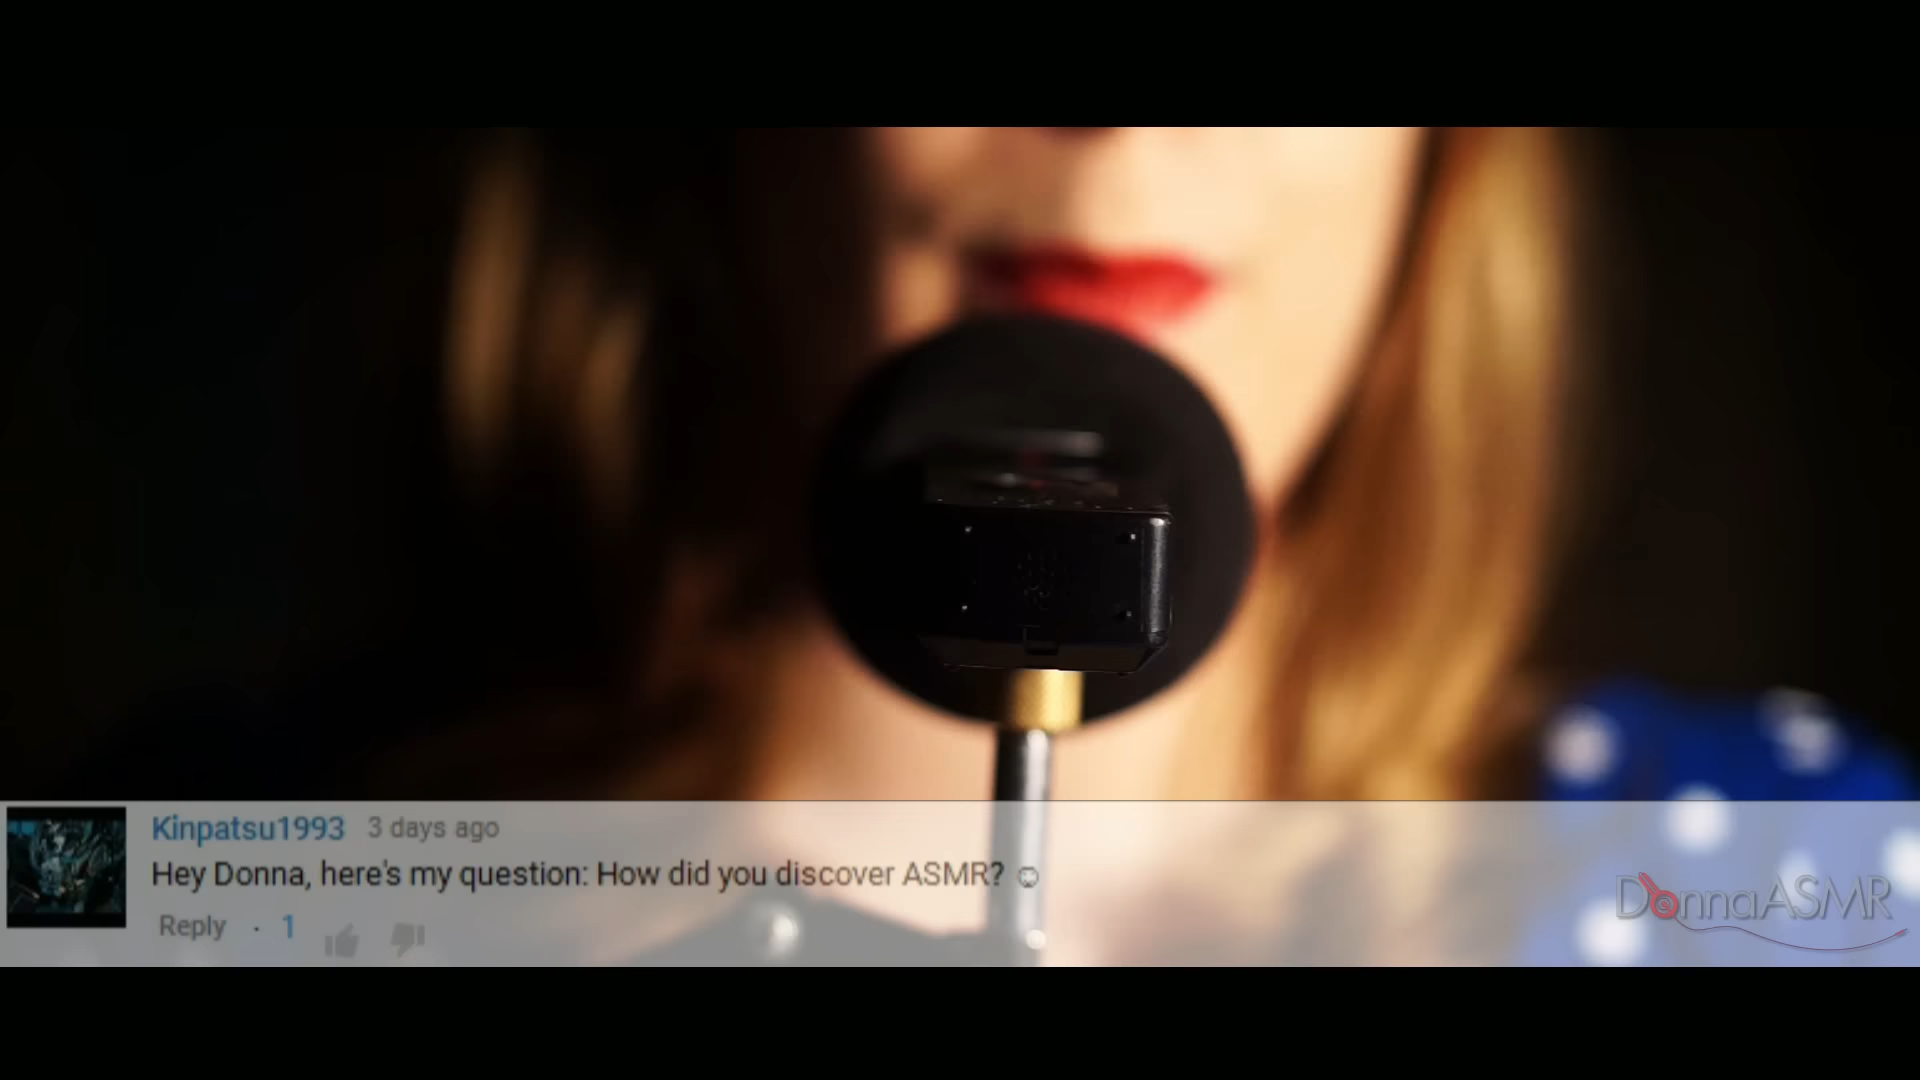 Kinpatsu1993 3 days ago
Hey Donna, here's my question: How did you discover ASMR? ☺
Reply · 1
DonnaASMR